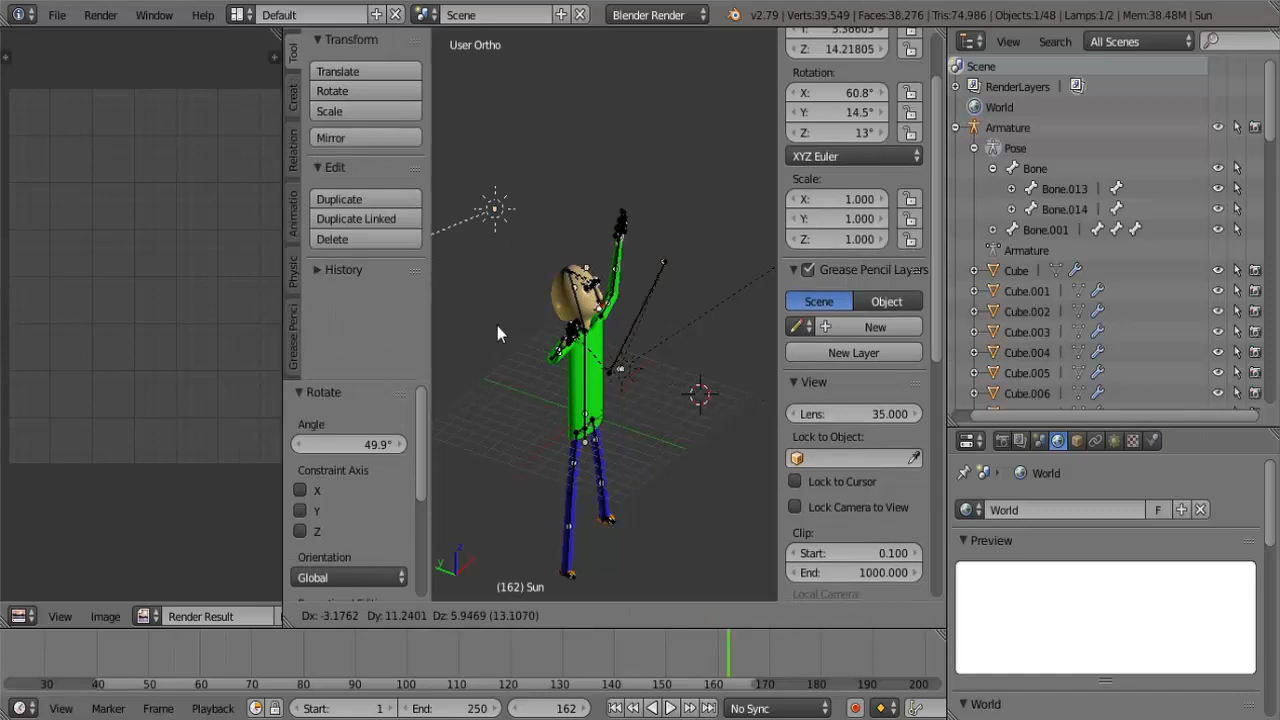 File Render Window Help Default Scene Blender Render v2.79 | Verts:39,549 | Faces:38,276 | Tris:74,986 | Objects:1/48 | Lamps:1/2 | Mem:38.48M | Sun
Tool
Creat
Relation
Animatio
Physic
Grease Penci
Transform
Translate
Rotate
Scale
Mirror
Edit
Duplicate
Duplicate Linked
Delete
History
Rotate
Angle
49.9°
Constraint Axis
X
Y
Z
Orientation
Global
User Ortho
(162) Sun
Z: 14.21805
Rotation:
X: 60.8°
Y: 14.5°
Z: 13°
XYZ Euler
Scale:
X: 1.000
Y: 1.000
Z: 1.000
Grease Pencil Layers
Scene Object
New
New Layer
View
Lens: 35.000
Lock to Object:
Lock to Cursor
Lock Camera to View
Clip:
Start: 0.100
End: 1000.000
Local Camera:
View Search All Scenes
Scene
RenderLayers
World
Armature
Pose
Bone
Bone.013
Bone.014
Bone.001
Armature
Cube
Cube.001
Cube.002
Cube.003
Cube.004
Cube.005
Cube.006
World
World F
Preview
World
View Image Render Result
Dx: -3.1762 Dy: 11.2401 Dz: 5.9469 (13.1070)
30 40 50 60 70 80 90 100 110 120 130 140 150 160 170 180 190 200
View Marker Frame Playback Start: 1 End: 250 162 No Sync